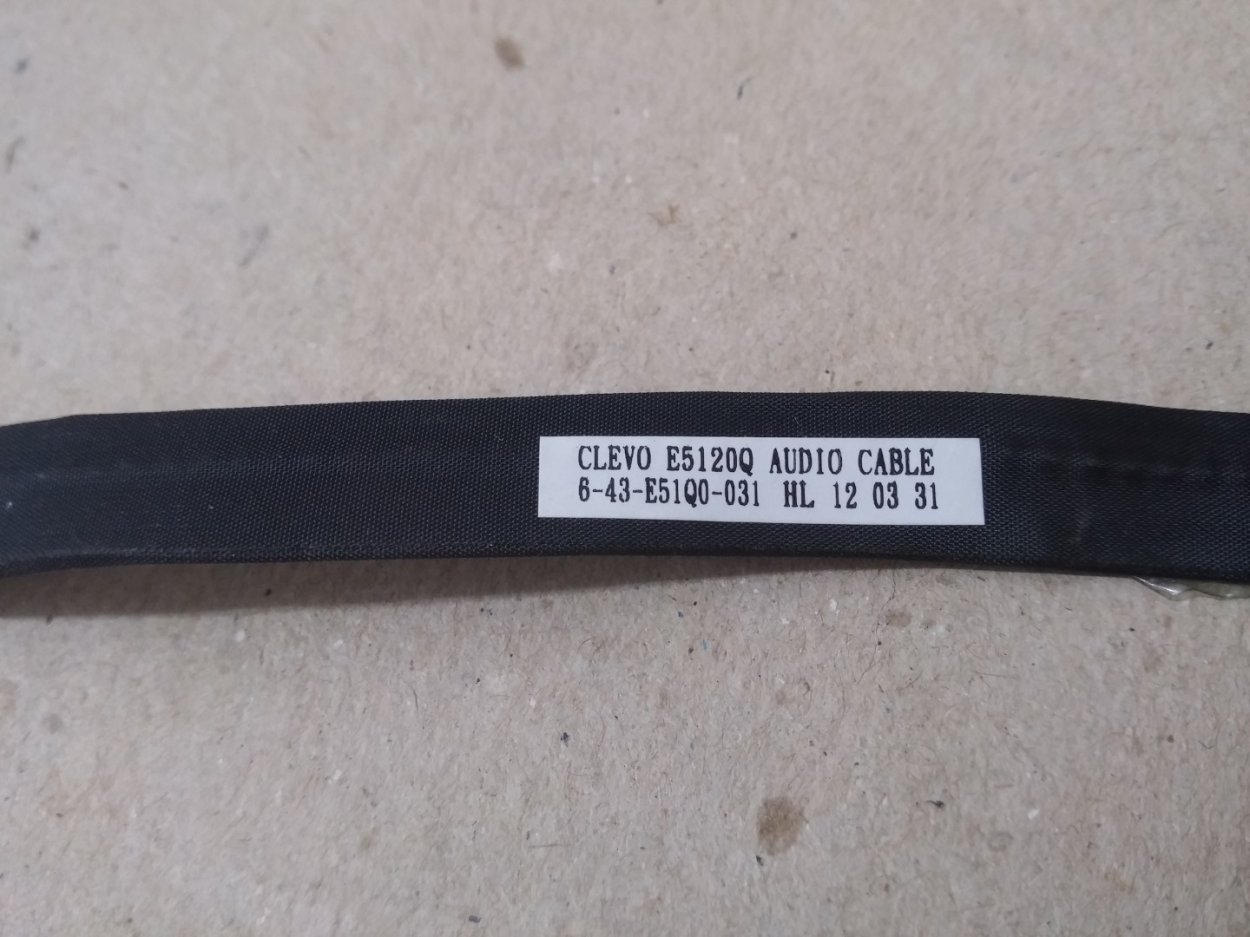 CLEVO E5120Q AUDIO CABLE
6-43-E51Q0-031 HL 12 03 31